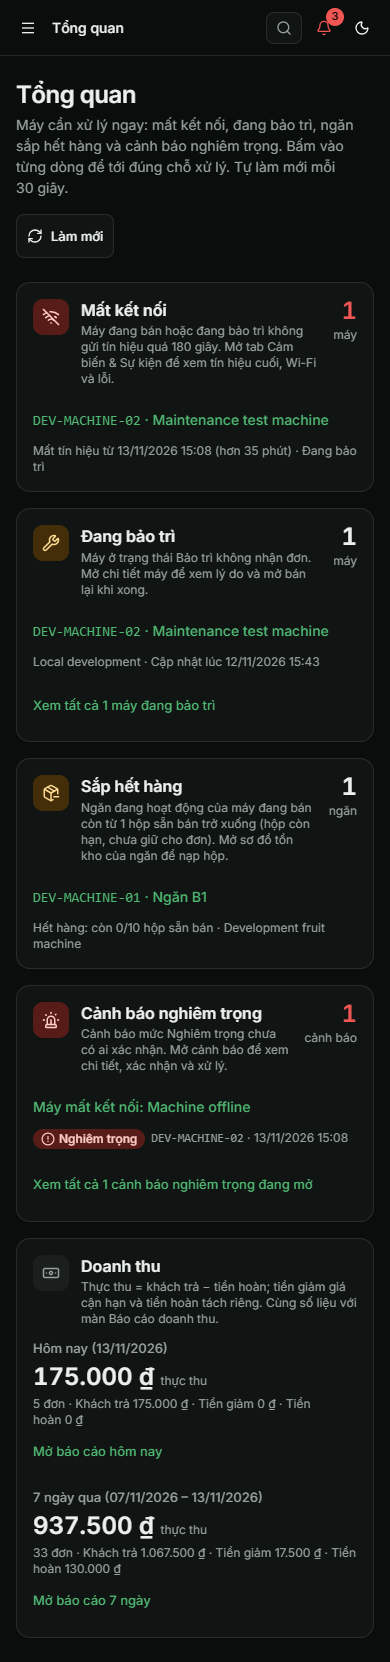 Tổng quan
3
Tổng quan
Máy cần xử lý ngay: mất kết nối, đang bảo trì, ngăn
sắp hết hàng và cảnh báo nghiêm trọng. Bấm vào
từng dòng để tới đúng chỗ xử lý. Tự làm mới mỗi
30 giây.
Làm mới
Mất kết nối
1
Máy đang bán hoặc đang bảo trì không
gửi tín hiệu quá 180 giây. Mở tab Cảm
biến & Sự kiện để xem tín hiệu cuối, Wi-Fi
và lỗi.
máy
DEV-MACHINE-02 · Maintenance test machine
Mất tín hiệu từ 13/11/2026 15:08 (hơn 35 phút) · Đang bảo
trì
Đang bảo trì
1
Máy ở trạng thái Bảo trì không nhận đơn.
Mở chi tiết máy để xem lý do và mở bán
lại khi xong.
máy
DEV-MACHINE-02 · Maintenance test machine
Local development · Cập nhật lúc 12/11/2026 15:43
Xem tất cả 1 máy đang bảo trì
Sắp hết hàng
1
Ngăn đang hoạt động của máy đang bán
còn từ 1 hộp sẵn bán trở xuống (hộp còn
hạn, chưa giữ cho đơn). Mở sơ đồ tồn
kho của ngăn để nạp hộp.
ngăn
DEV-MACHINE-01 · Ngăn B1
Hết hàng: còn 0/10 hộp sẵn bán · Development fruit
machine
Cảnh báo nghiêm trọng
1
Cảnh báo mức Nghiêm trọng chưa
có ai xác nhận. Mở cảnh báo để xem
chi tiết, xác nhận và xử lý.
cảnh báo
Máy mất kết nối: Machine offline
Nghiêm trọng DEV-MACHINE-02 · 13/11/2026 15:08
Xem tất cả 1 cảnh báo nghiêm trọng đang mở
Doanh thu
Thực thu = khách trả − tiền hoàn; tiền giảm giá
cận hạn và tiền hoàn tách riêng. Cùng số liệu với
màn Báo cáo doanh thu.
Hôm nay (13/11/2026)
175.000 ₫ thực thu
5 đơn · Khách trả 175.000 ₫ · Tiền giảm 0 ₫ · Tiền
hoàn 0 ₫
Mở báo cáo hôm nay
7 ngày qua (07/11/2026 – 13/11/2026)
937.500 ₫ thực thu
33 đơn · Khách trả 1.067.500 ₫ · Tiền giảm 17.500 ₫ · Tiền
hoàn 130.000 ₫
Mở báo cáo 7 ngày